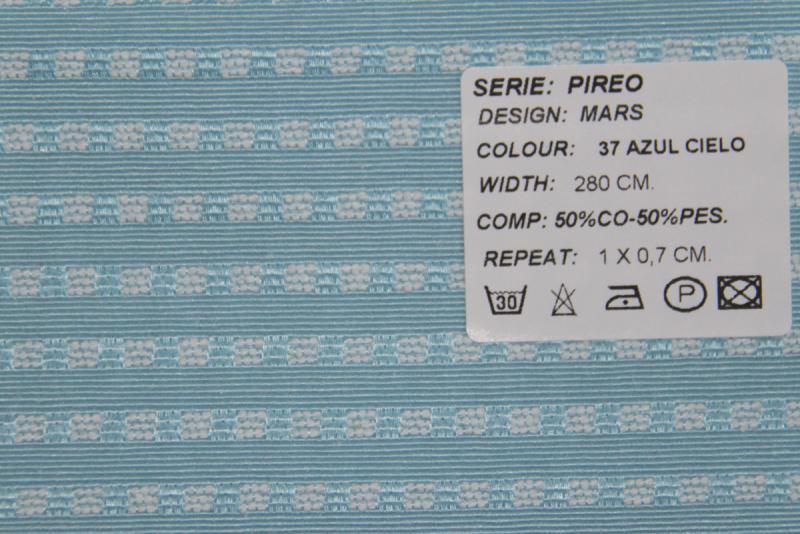 SERIE: PIREO
DESIGN: MARS
COLOUR: 37 AZUL CIELO
WIDTH: 280 CM.
COMP: 50%CO-50%PES.
REPEAT: 1 X 0,7 CM.
30 P